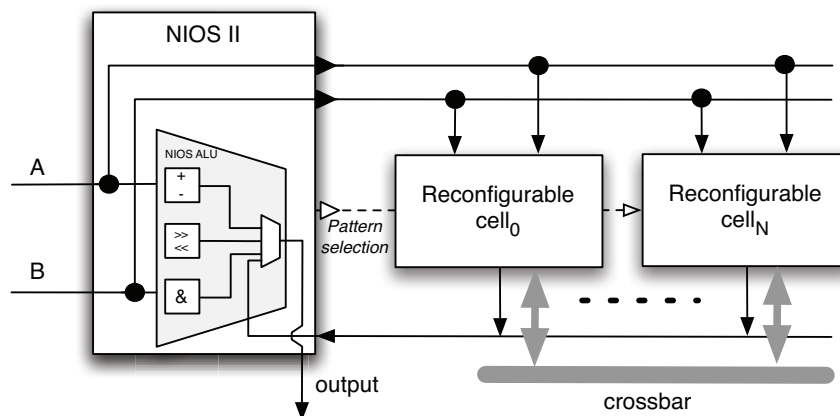 NIOS II
A
NIOS ALU
+
-
>>
<<
&
B
Pattern
selection
Reconfigurable
cell0
Reconfigurable
cellN
output
crossbar